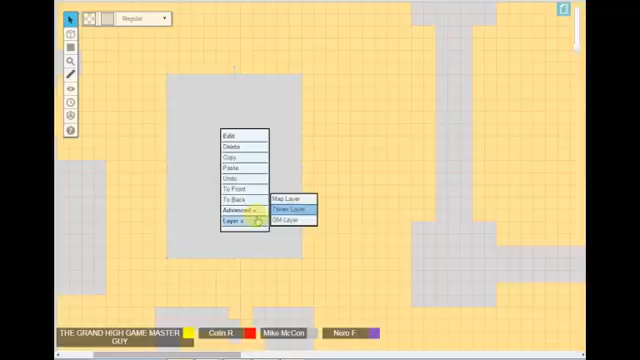 Regular
Edit
Delete
Copy
Paste
Undo
To Front
To Back
Advanced »
Layer »
Map Layer
Token Layer
GM Layer
THE GRAND HIGH GAME MASTER
GUY
Colin R
Mike McCon
Nero F